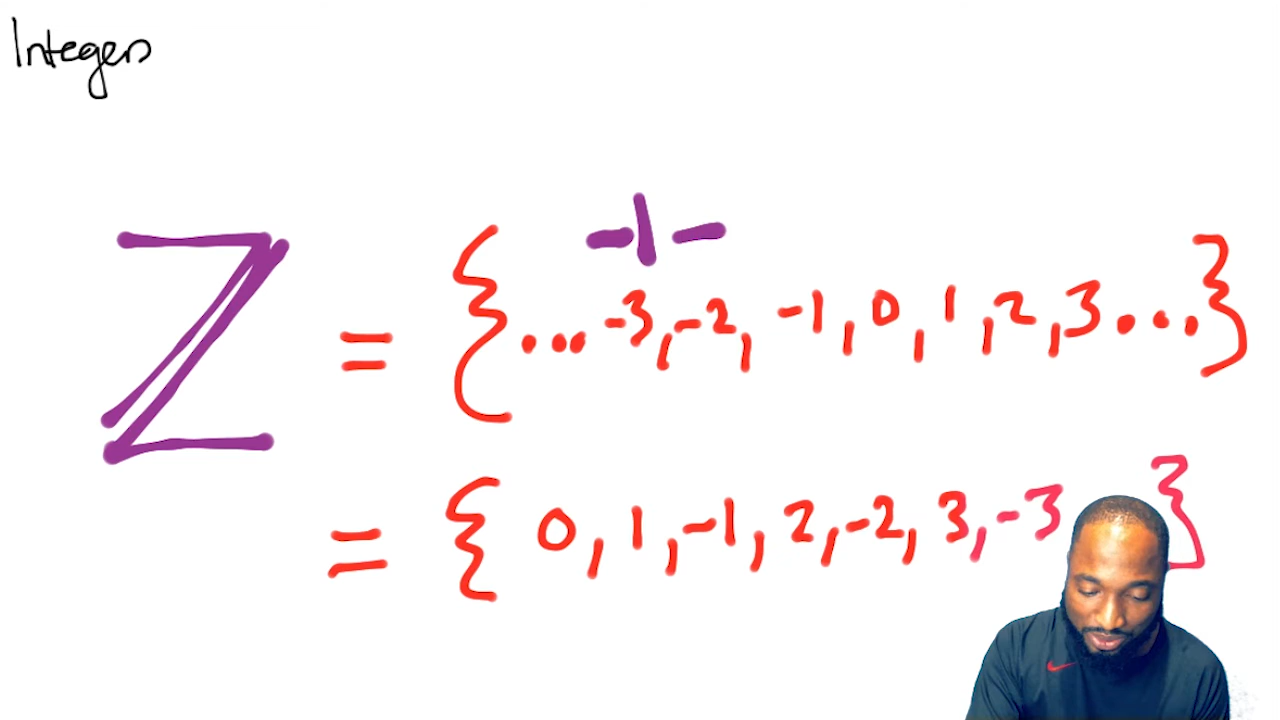 Integers
-1-
ℤ = {...-3,-2, -1, 0, 1, 2, 3...}
= { 0, 1, -1, 2, -2, 3, -3 }